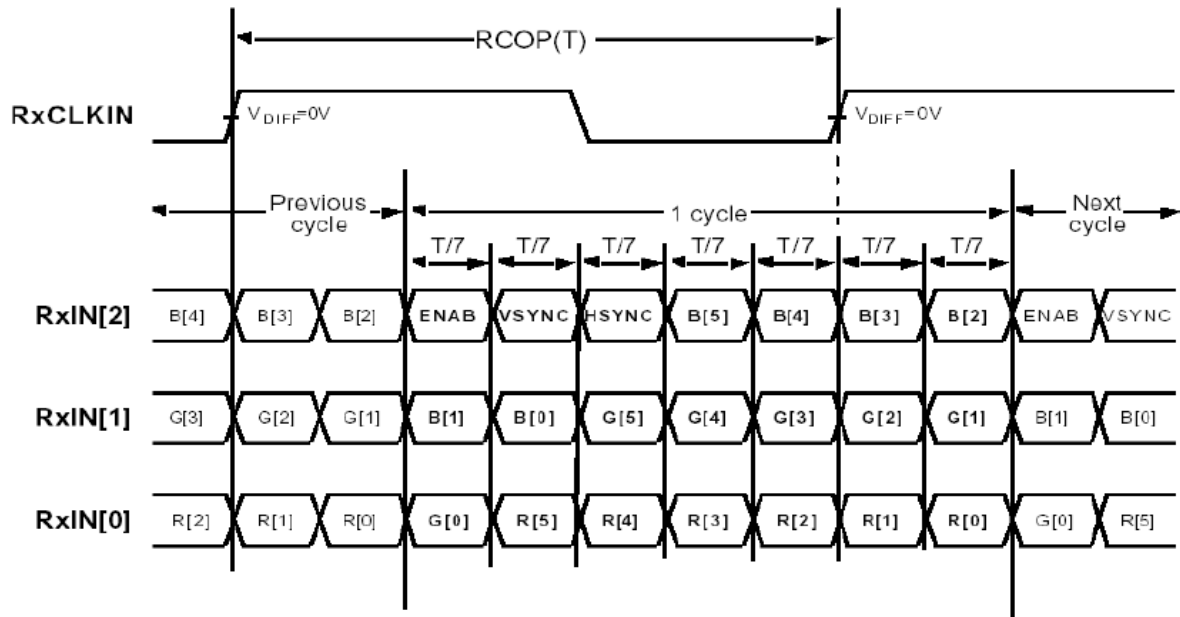 RCOP(T)
RxCLKIN
VDIFF=0V
VDIFF=0V
Previous cycle
1 cycle
Next cycle
T/7 T/7 T/7 T/7 T/7 T/7 T/7
RxIN[2] B[4] B[3] B[2] ENAB VSYNC HSYNC B[5] B[4] B[3] B[2] ENAB VSYNC
RxIN[1] G[3] G[2] G[1] B[1] B[0] G[5] G[4] G[3] G[2] G[1] B[1] B[0]
RxIN[0] R[2] R[1] R[0] G[0] R[5] R[4] R[3] R[2] R[1] R[0] G[0] R[5]